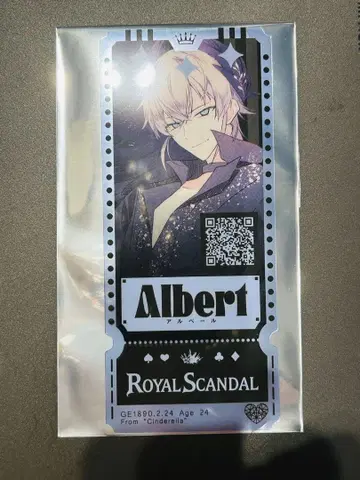 Albert
アルベール
ROYAL SCANDAL
GE1890.2.24 Age 24
From "Cinderella"